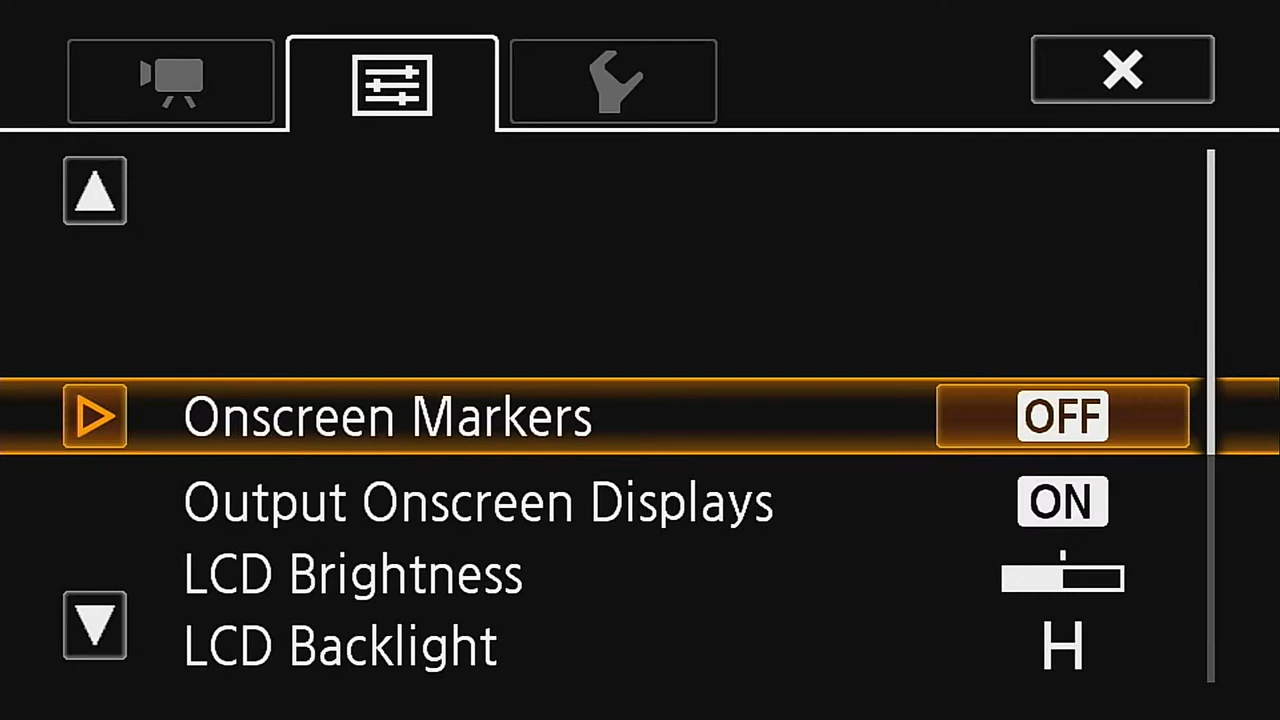 Onscreen Markers OFF
Output Onscreen Displays ON
LCD Brightness
LCD Backlight H